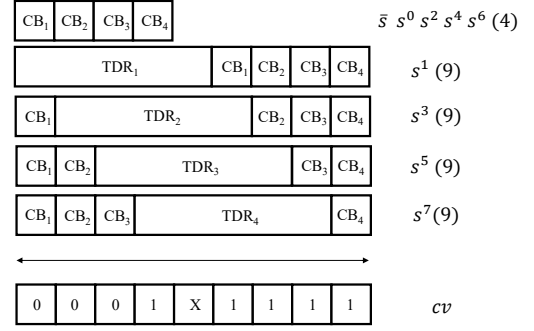 CB₁ CB₂ CB₃ CB₄ s̄ s⁰ s² s⁴ s⁶ (4)
TDR₁ CB₁ CB₂ CB₃ CB₄ s¹ (9)
CB₁ TDR₂ CB₂ CB₃ CB₄ s³ (9)
CB₁ CB₂ TDR₃ CB₃ CB₄ s⁵ (9)
CB₁ CB₂ CB₃ TDR₄ CB₄ s⁷(9)
0 0 0 1 X 1 1 1 1 cv